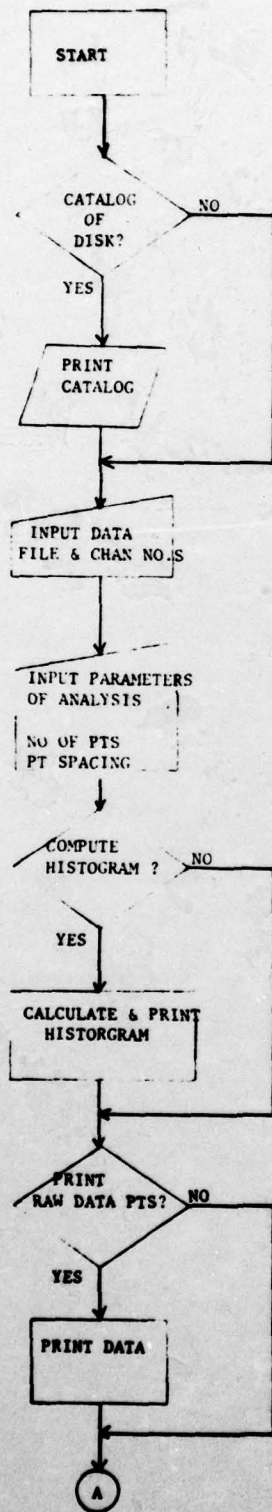 START
CATALOG
OF
DISK?
NO
YES
PRINT
CATALOG
INPUT DATA
FILE & CHAN NO.S
INPUT PARAMETERS
OF ANALYSIS
NO OF PTS
PT SPACING
COMPUTE
HISTOGRAM ?
NO
YES
CALCULATE & PRINT
HISTORGRAM
PRINT
RAW DATA PTS?
NO
YES
PRINT DATA
A